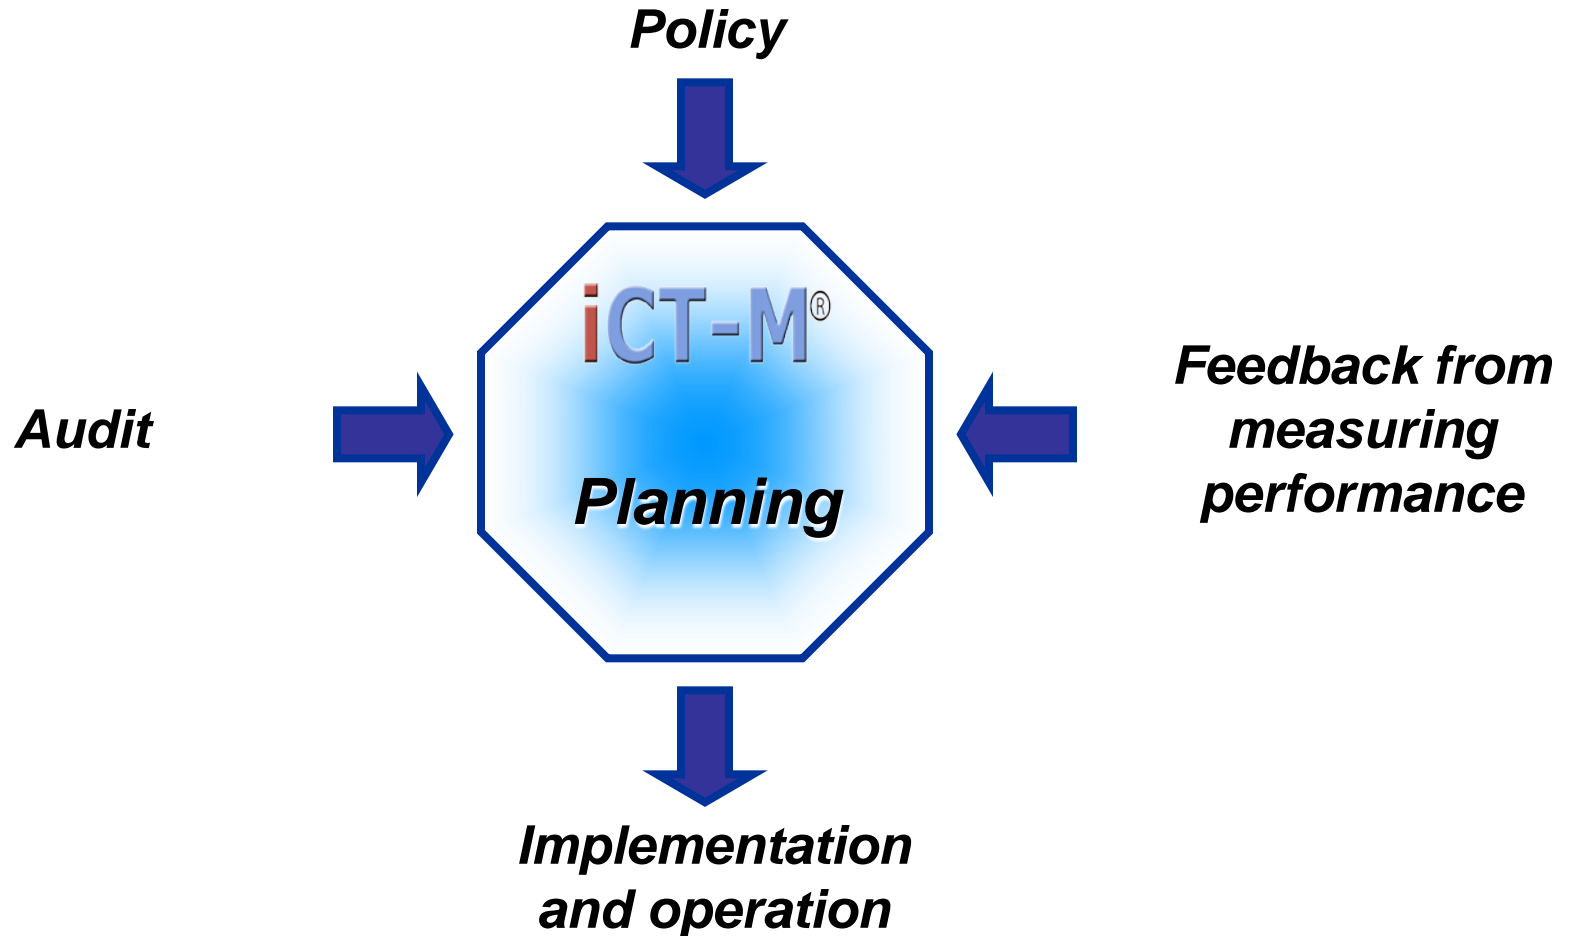 Policy
iCT-M®
Audit
Planning
Feedback from
measuring
performance
Implementation
and operation